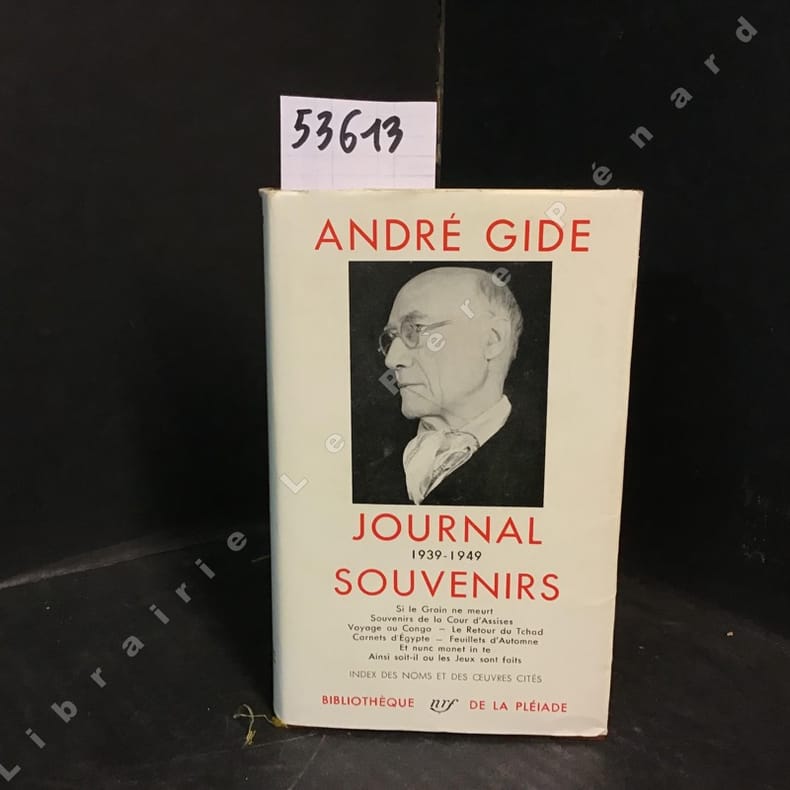 53613
ANDRÉ GIDE
JOURNAL
1939-1949
SOUVENIRS
Si le Grain ne meurt
Souvenirs de la Cour d'Assises
Voyage au Congo — Le Retour du Tchad
Carnets d'Égypte — Feuillets d'Automne
Et nunc manet in te
Ainsi soit-il ou les Jeux sont faits
INDEX DES NOMS ET DES ŒUVRES CITÉS
BIBLIOTHÈQUE nrf DE LA PLÉIADE
Librairie Le Père Pénard